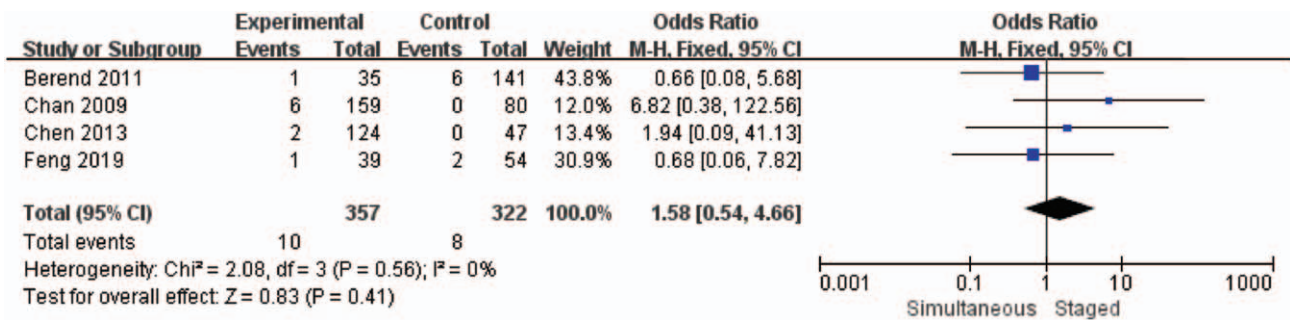 Experimental Control Odds Ratio Odds Ratio
Study or Subgroup Events Total Events Total Weight M-H, Fixed, 95% CI M-H, Fixed, 95% CI
Berend 2011 1 35 6 141 43.8% 0.66 [0.08, 5.68]
Chan 2009 6 159 0 80 12.0% 6.82 [0.38, 122.56]
Chen 2013 2 124 0 47 13.4% 1.94 [0.09, 41.13]
Feng 2019 1 39 2 54 30.9% 0.68 [0.06, 7.82]
Total (95% CI) 357 322 100.0% 1.58 [0.54, 4.66]
Total events 10 8
Heterogeneity: Chi² = 2.08, df = 3 (P = 0.56); I² = 0%
Test for overall effect: Z = 0.83 (P = 0.41)
0.001 0.1 1 10 1000
Simultaneous Staged